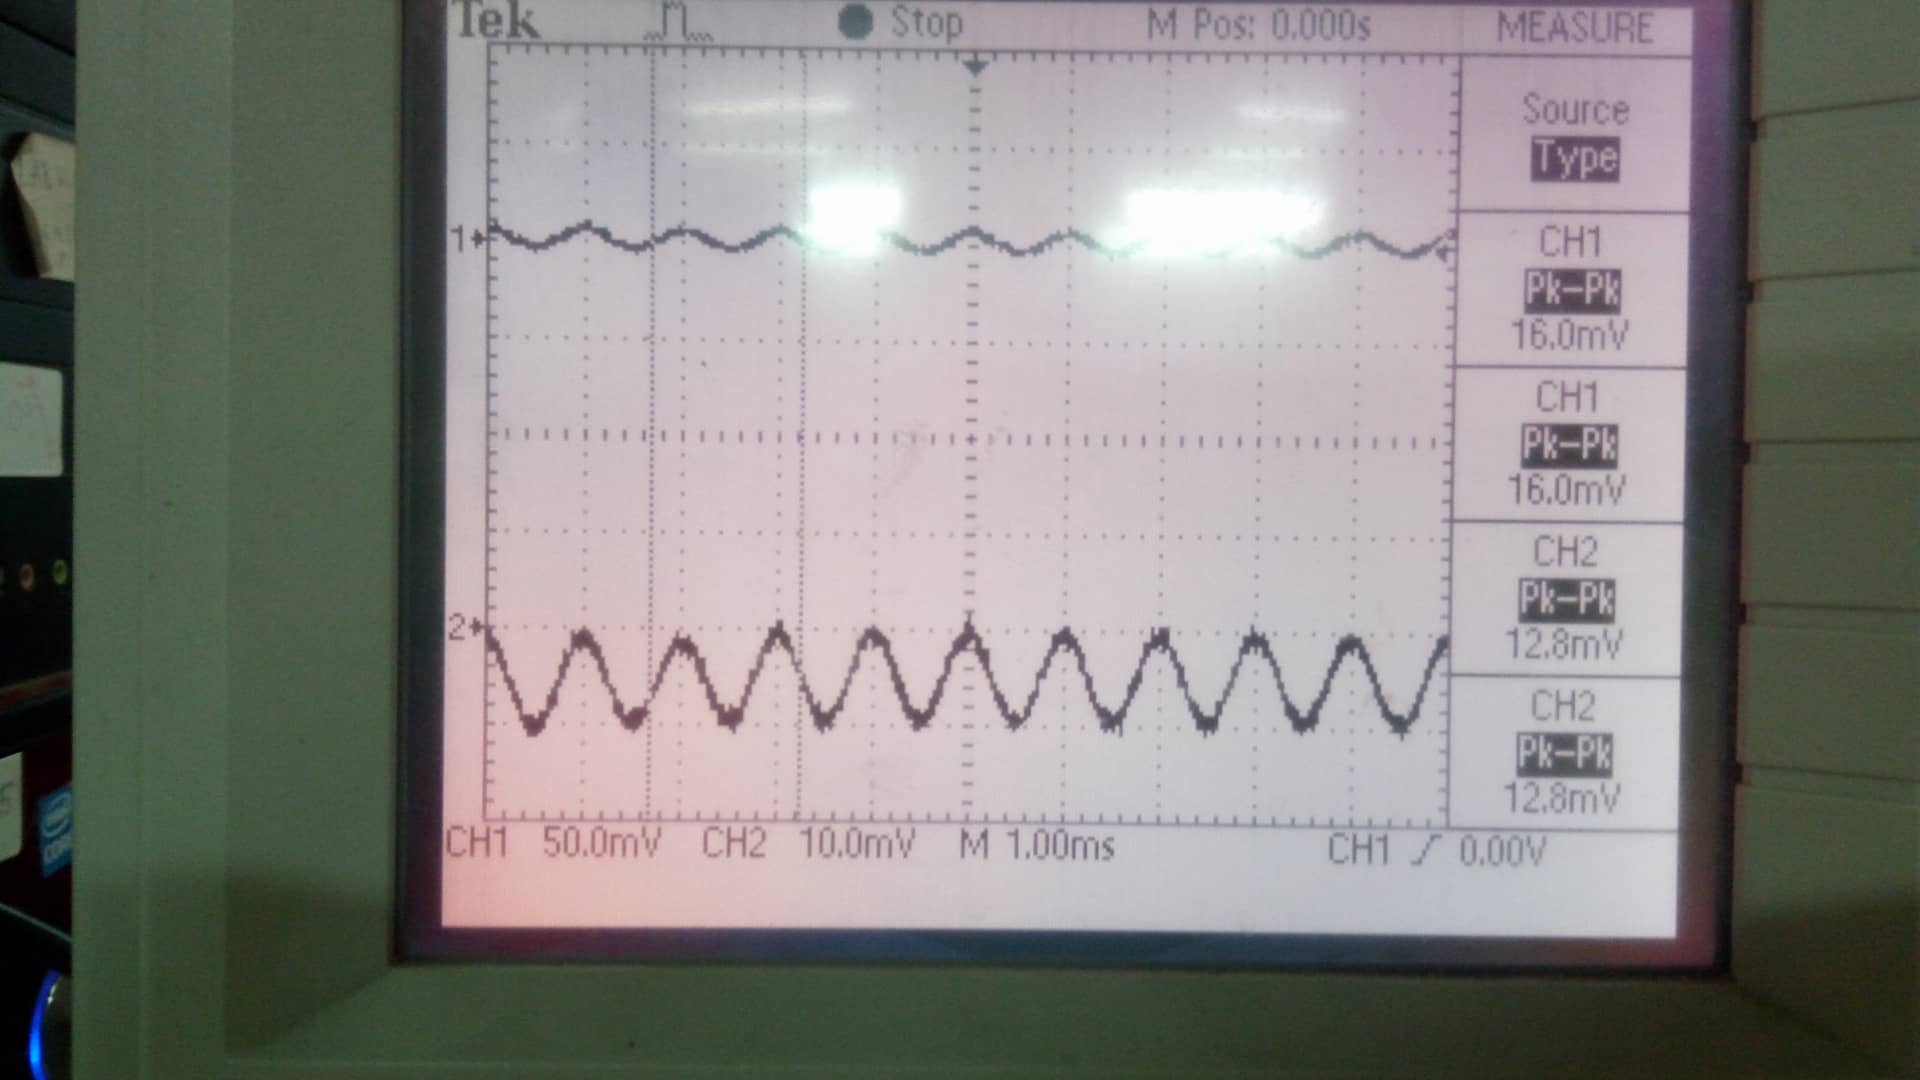 Tek Stop M Pos: 0.000s MEASURE
Source
Type
1
CH1
Pk-Pk
16.0mV
CH1
Pk-Pk
16.0mV
CH2
Pk-Pk
12.8mV
2
CH2
Pk-Pk
12.8mV
CH1 50.0mV CH2 10.0mV M 1.00ms CH1 0.00V
intel